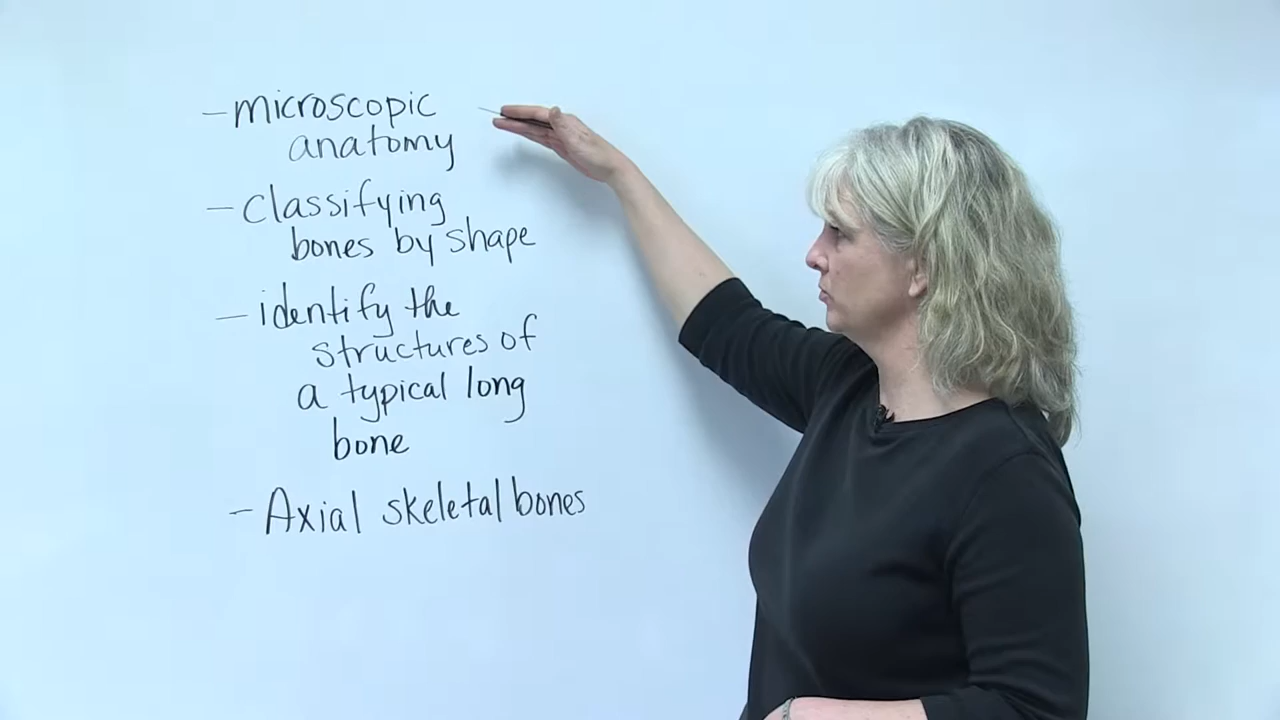 - microscopic
anatomy
- classifying
bones by shape
- identify the
structures of
a typical long
bone
- Axial skeletal bones